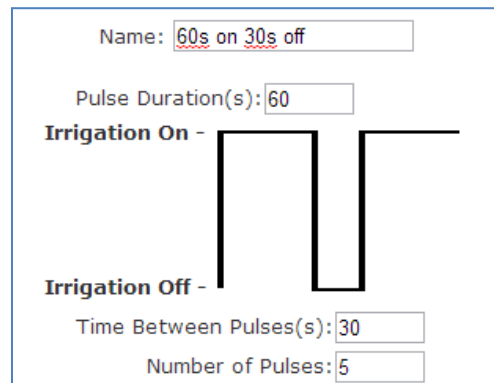 Name: 60s on 30s off
Pulse Duration(s): 60
Irrigation On -
Irrigation Off -
Time Between Pulses(s): 30
Number of Pulses: 5